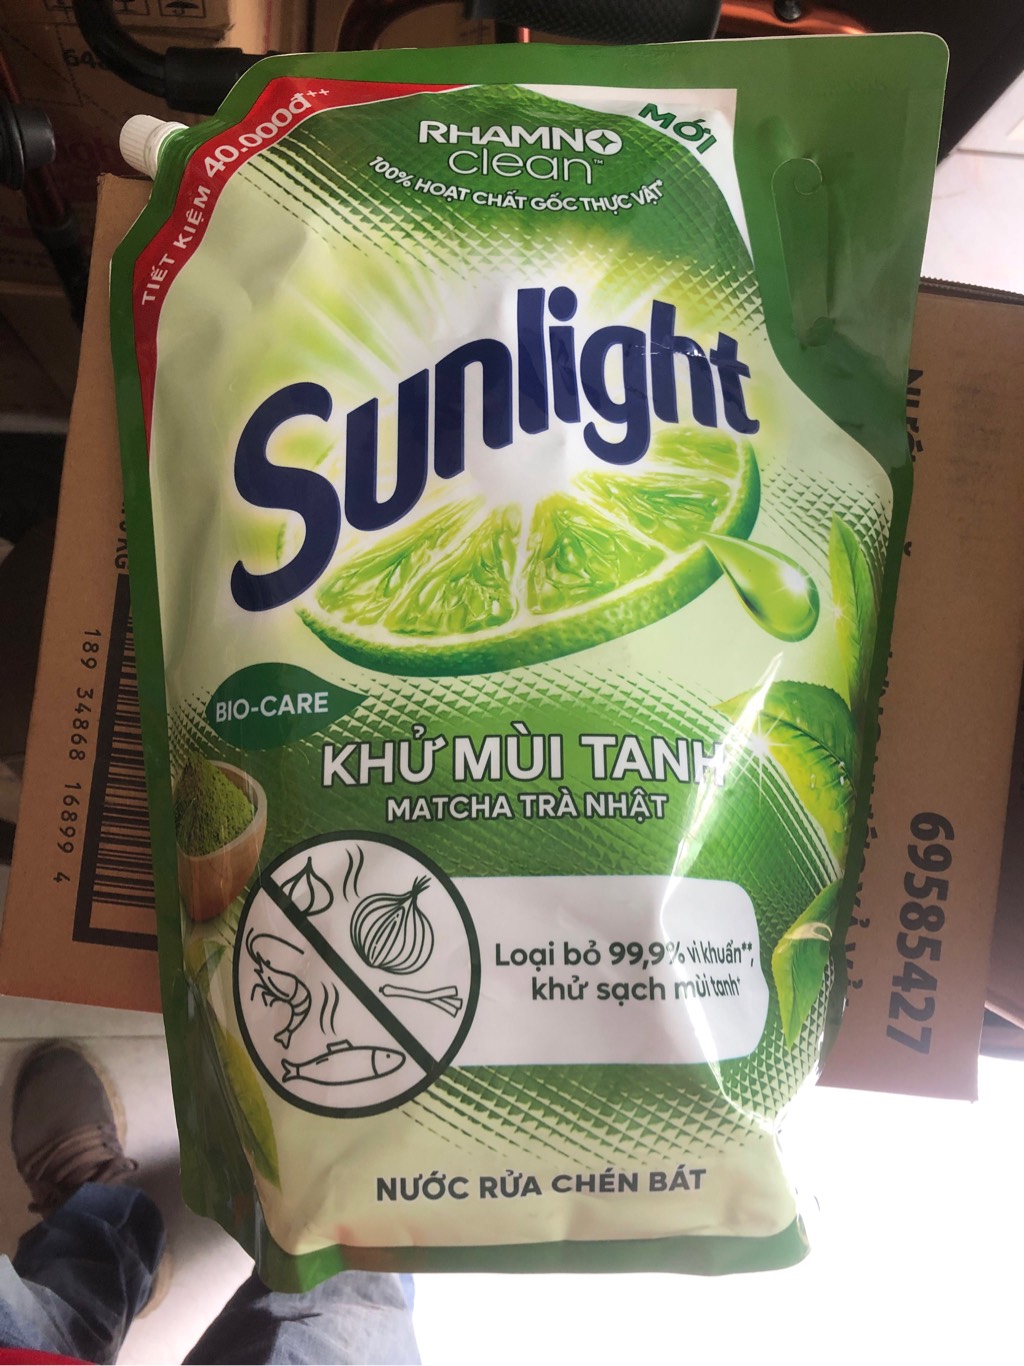 TIẾT KIỆM 40.000đ++
MỚI
RHAMNO
clean™
100% HOẠT CHẤT GỐC THỰC VẬT*
Sunlight
BIO-CARE
KHỬ MÙI TANH
MATCHA TRÀ NHẬT
Loại bỏ 99,9% vi khuẩn**,
khử sạch mùi tanh*
NƯỚC RỬA CHÉN BÁT
189 34868 16899 4
69585427